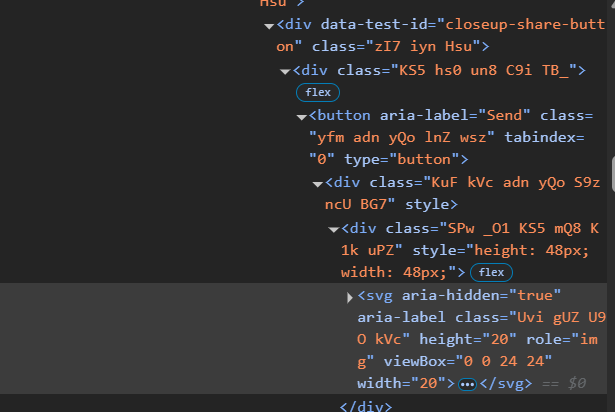 Hsu">
<div data-test-id="closeup-share-butt
on" class="zI7 iyn Hsu">
<div class="KS5 hs0 un8 C9i TB_">
flex
<button aria-label="Send" class=
"yfm adn yQo lnZ wsz" tabindex=
"0" type="button">
<div class="KuF kVc adn yQo S9z
ncU BG7" style>
<div class="SPw _O1 KS5 mQ8 K
1k uPZ" style="height: 48px;
width: 48px;"> flex
<svg aria-hidden="true"
aria-label class="Uvi gUZ U9
O kVc" height="20" role="im
g" viewBox="0 0 24 24"
width="20"> … </svg> == $0
</div>